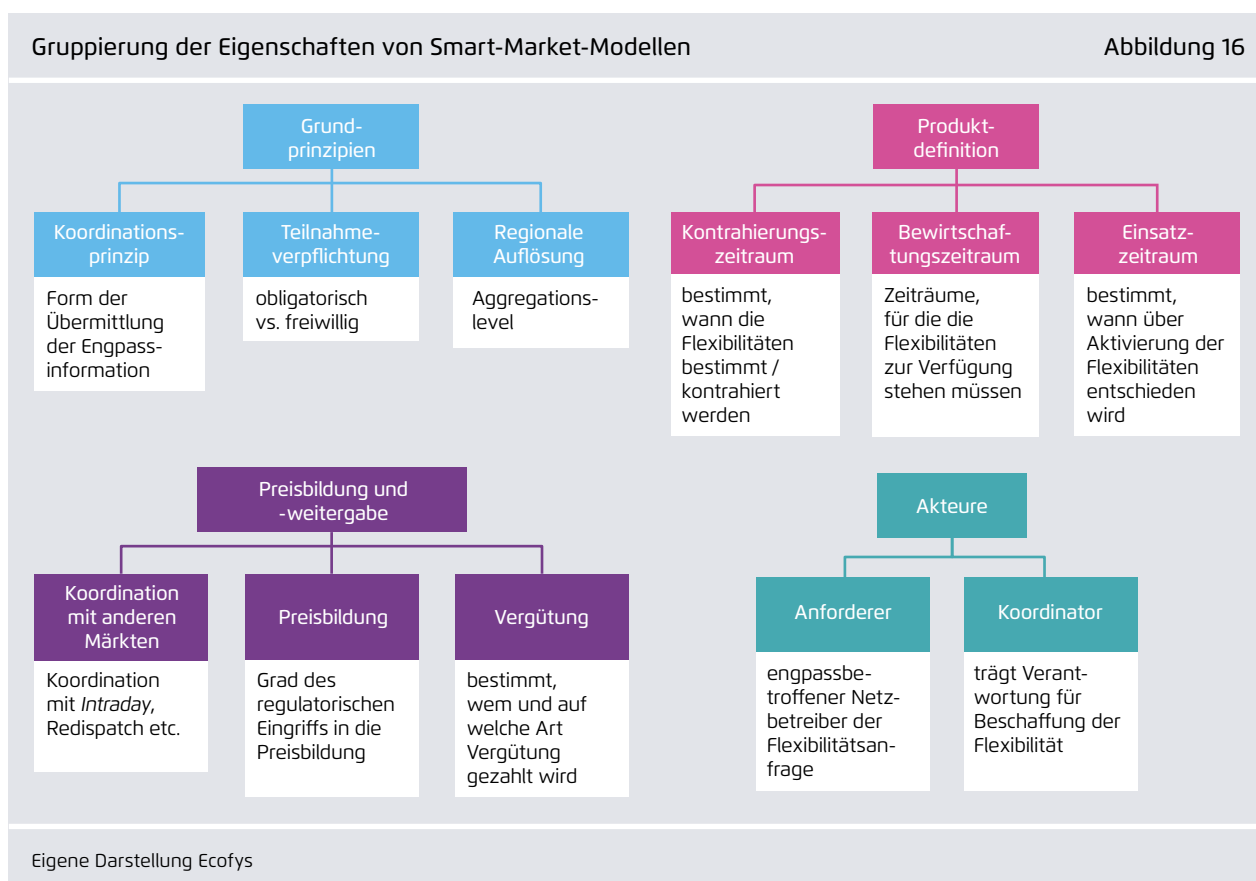 Gruppierung der Eigenschaften von Smart-Market-Modellen
Abbildung 16
Grund-
prinzipien
Koordinations-
prinzip
Form der
Übermittlung
der Engpass-
information
Teilnahme-
verpflichtung
obligatorisch
vs. freiwillig
Regionale
Auflösung
Aggregations-
level
Produkt-
definition
Kontrahierungs-
zeitraum
bestimmt,
wann die
Flexibilitäten
bestimmt /
kontrahiert
werden
Bewirtschaf-
tungszeitraum
Zeiträume,
für die die
Flexibilitäten
zur Verfügung
stehen müssen
Einsatz-
zeitraum
bestimmt,
wann über
Aktivierung der
Flexibilitäten
entschieden
wird
Preisbildung und
-weitergabe
Koordination
mit anderen
Märkten
Koordination
mit Intraday,
Redispatch etc.
Preisbildung
Grad des
regulatorischen
Eingriffs in die
Preisbildung
Vergütung
bestimmt,
wem und auf
welche Art
Vergütung
gezahlt wird
Akteure
Anforderer
engpassbe-
troffener Netz-
betreiber der
Flexibilitätsan-
frage
Koordinator
trägt Verant-
wortung für
Beschaffung der
Flexibilität
Eigene Darstellung Ecofys